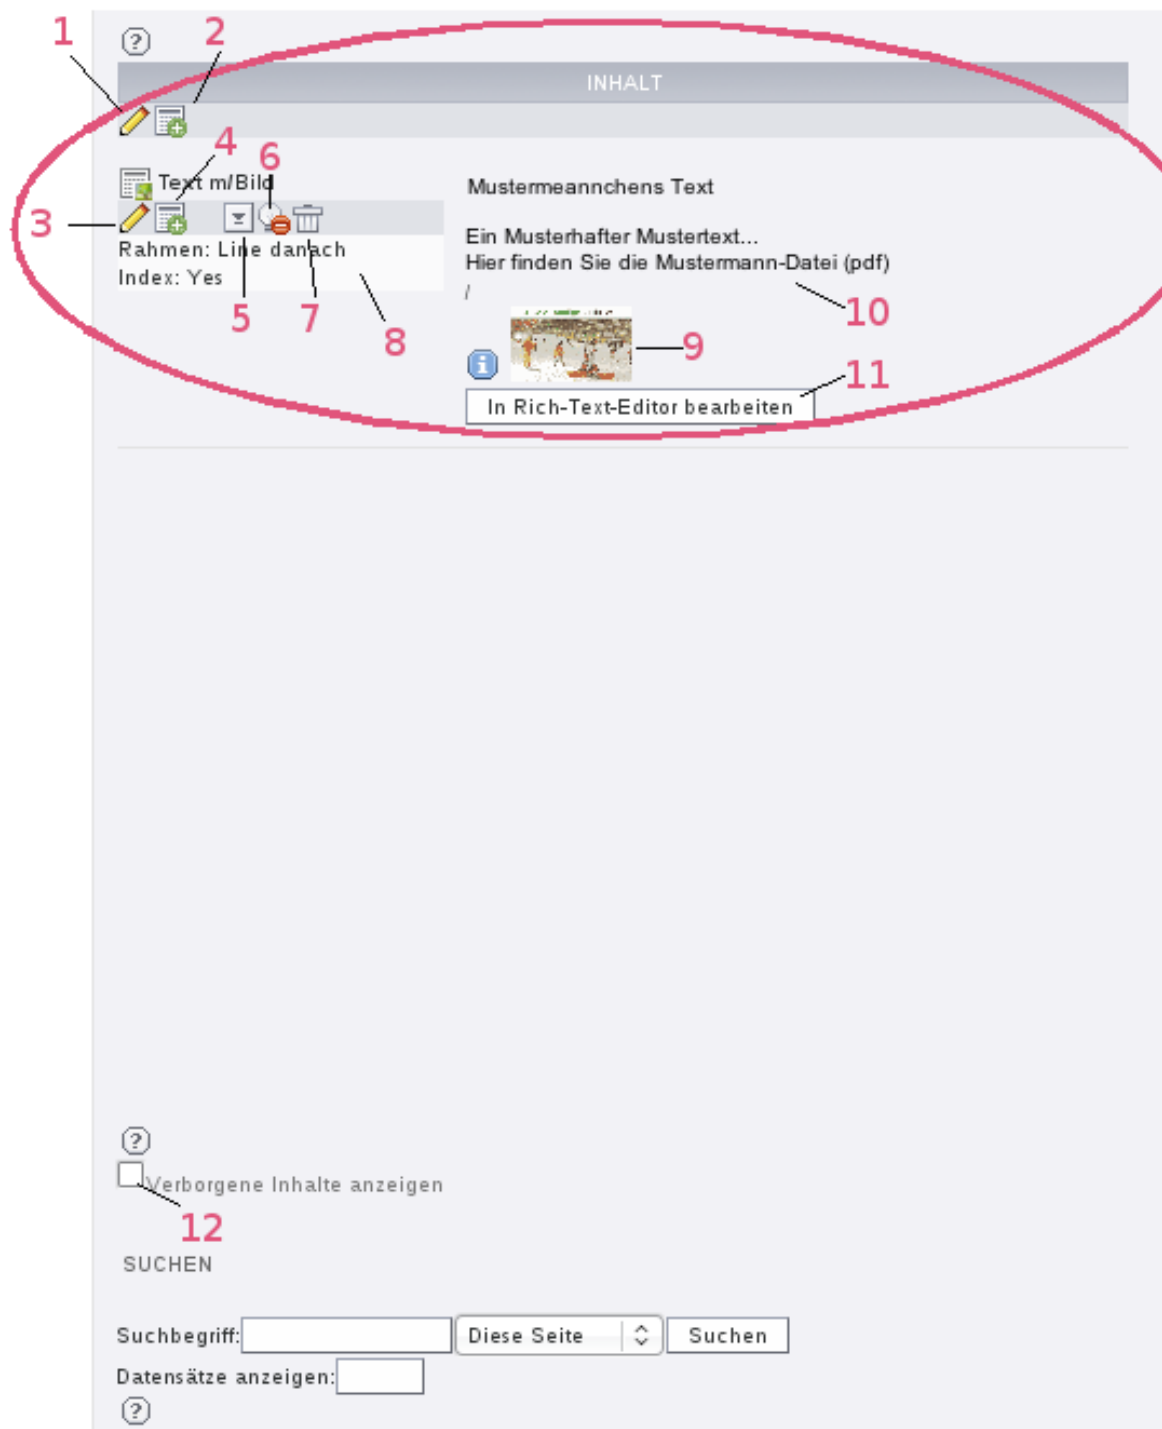 1
2
?
INHALT
4
6
Text m/Bild
3
Rahmen: Line danach
Index: Yes
5
7
8
Mustermeannchens Text
Ein Musterhafter Mustertext...
Hier finden Sie die Mustermann-Datei (pdf)
/
10
9
i
11
In Rich-Text-Editor bearbeiten
?
Verborgene Inhalte anzeigen
12
SUCHEN
Suchbegriff: Diese Seite Suchen
Datensätze anzeigen:
?